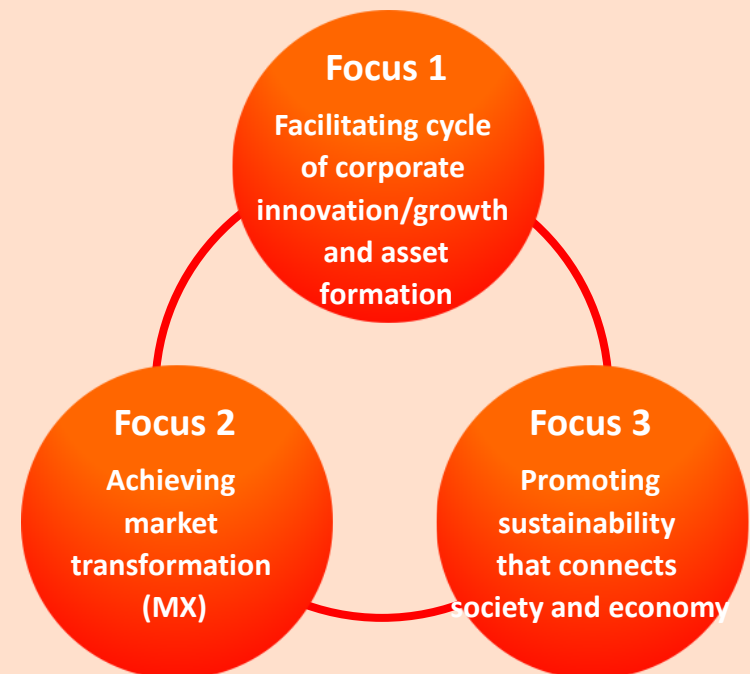 Focus 1
Facilitating cycle
of corporate
innovation/growth
and asset
formation
Focus 2
Achieving
market
transformation
(MX)
Focus 3
Promoting
sustainability
that connects
society and economy